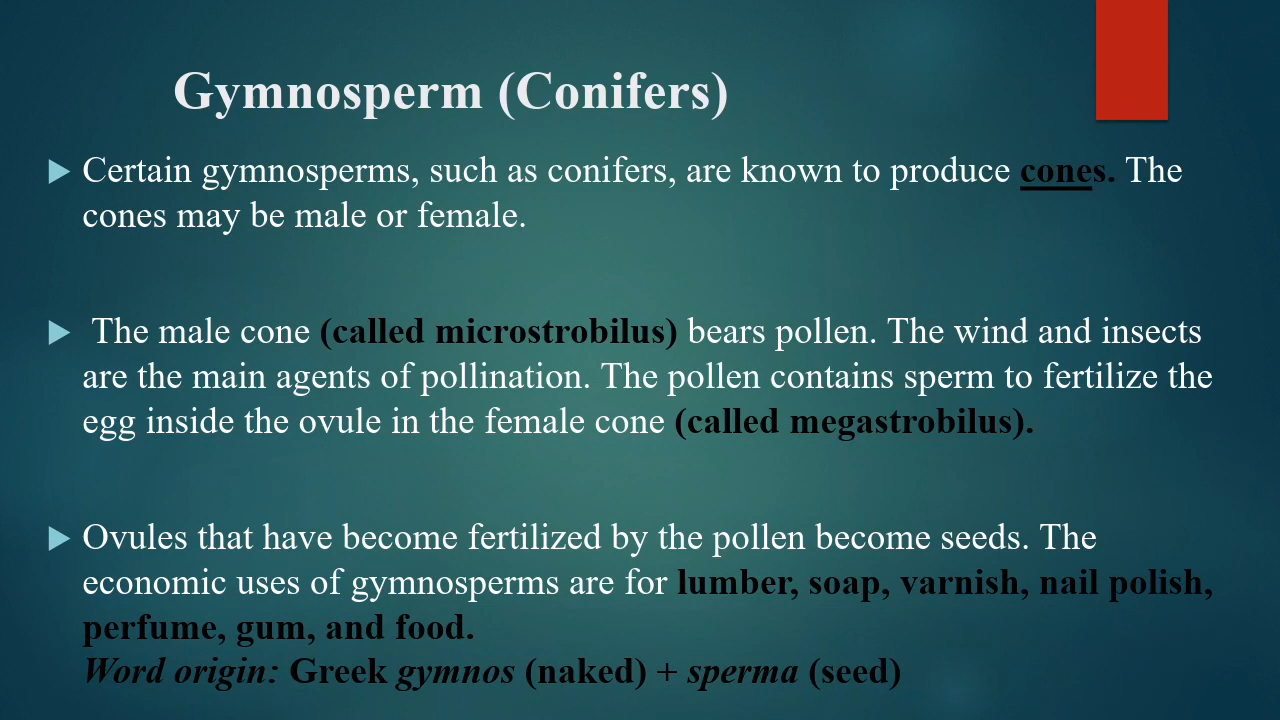 Gymnosperm (Conifers)
Certain gymnosperms, such as conifers, are known to produce cones. The
cones may be male or female.
The male cone (called microstrobilus) bears pollen. The wind and insects
are the main agents of pollination. The pollen contains sperm to fertilize the
egg inside the ovule in the female cone (called megastrobilus).
Ovules that have become fertilized by the pollen become seeds. The
economic uses of gymnosperms are for lumber, soap, varnish, nail polish,
perfume, gum, and food.
Word origin: Greek gymnos (naked) + sperma (seed)